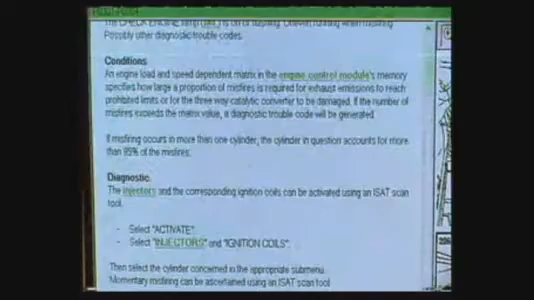 The CHECK ENGINE lamp is on or flashing. Uneven running when misfiring.
Possibly other diagnostic trouble codes.
Conditions
An engine load and speed dependent matrix in the engine control module's memory
specifies how large a proportion of misfires is required for exhaust emissions to reach
prohibited limits or for the three way catalytic converter to be damaged. If the number of
misfires exceeds the matrix value, a diagnostic trouble code will be generated.
If misfiring occurs in more than one cylinder, the cylinder in question accounts for more
than 85% of the misfires.
Diagnostic
The injectors and the corresponding ignition coils can be activated using an ISAT scan
tool.
- Select "ACTIVATE"
- Select "INJECTORS" and "IGNITION COILS".
Then select the cylinder concerned in the appropriate submenu.
Momentary misfiring can be ascertained using an ISAT scan tool